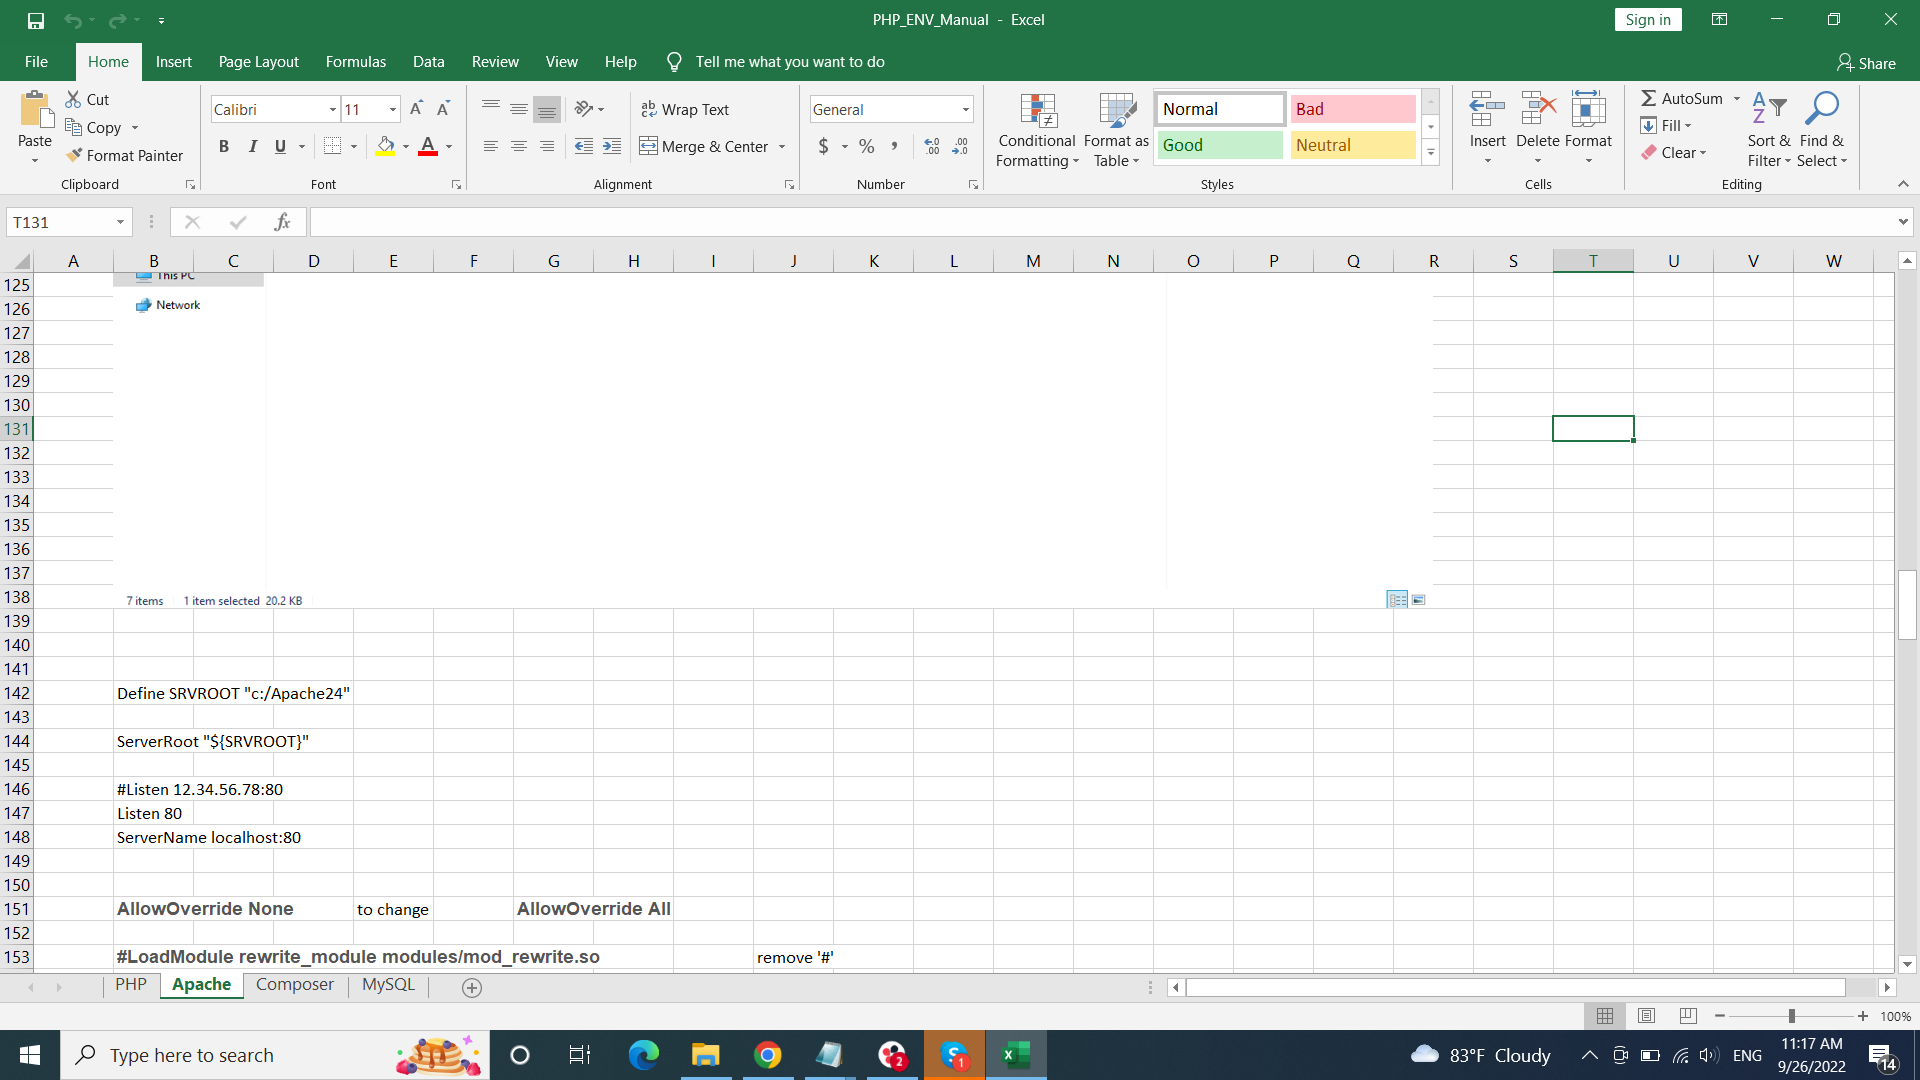 PHP_ENV_Manual - Excel
Sign in
File Home Insert Page Layout Formulas Data Review View Help Tell me what you want to do
Share
Paste
Cut
Copy
Format Painter
Clipboard
Calibri 11
A A
B I U
A
Font
Wrap Text
Merge & Center
Alignment
General
$ % ,
Number
Conditional Formatting
Format as Table
Normal Bad
Good Neutral
Styles
Insert Delete Format
Cells
AutoSum
Fill
Clear
Sort & Filter
Find & Select
Editing
T131
fx
A B C D E F G H I J K L M N O P Q R S T U V W
125 This PC
126 Network
127
128
129
130
131
132
133
134
135
136
137
138 7 items 1 item selected 20.2 KB
139
140
141
142 Define SRVROOT "c:/Apache24"
143
144 ServerRoot "${SRVROOT}"
145
146 #Listen 12.34.56.78:80
147 Listen 80
148 ServerName localhost:80
149
150
151 AllowOverride None to change AllowOverride All
152
153 #LoadModule rewrite_module modules/mod_rewrite.so remove '#'
PHP Apache Composer MySQL
100%
Type here to search
2
1
83°F Cloudy
ENG
11:17 AM
9/26/2022
14